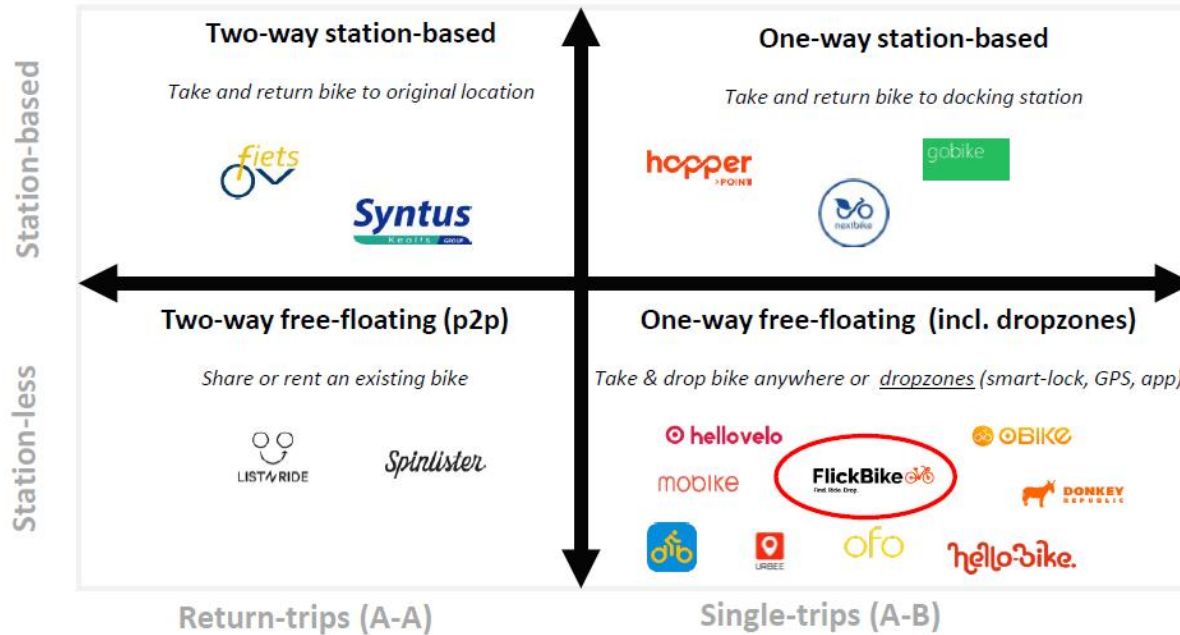 Station-based
Two-way station-based
Take and return bike to original location
fiets
Syntus
Keolis GROUP
One-way station-based
Take and return bike to docking station
hopper
>POINT
gobike
nextbike
Station-less
Two-way free-floating (p2p)
Share or rent an existing bike
LISTNRIDE
Spinlister
One-way free-floating (incl. dropzones)
Take & drop bike anywhere or dropzones (smart-lock, GPS, app)
hellovelo
OBIKE
mobike
FlickBike
Find. Ride. Drop.
DONKEY
REPUBLIC
URBEE
ofo
hello-bike.
Return-trips (A-A)
Single-trips (A-B)